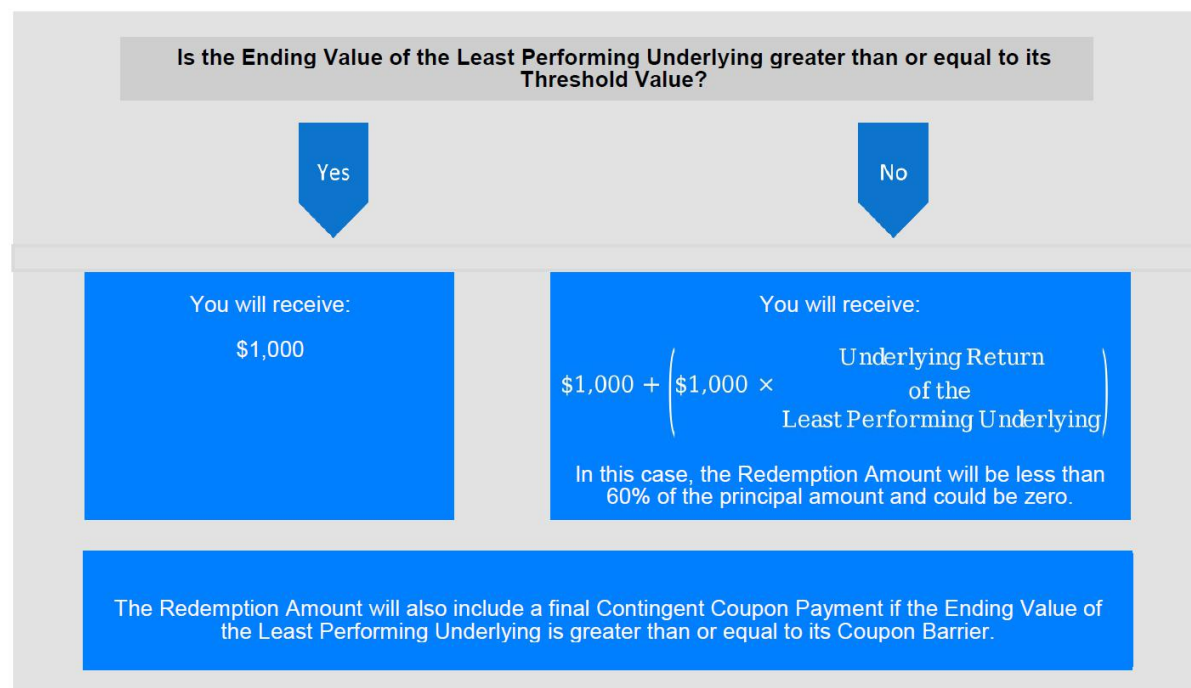 Is the Ending Value of the Least Performing Underlying greater than or equal to its
Threshold Value?
Yes
No
You will receive:
$1,000
You will receive:
$1,000 + ($1,000 × Underlying Return
of the
Least Performing Underlying)
In this case, the Redemption Amount will be less than
60% of the principal amount and could be zero.
The Redemption Amount will also include a final Contingent Coupon Payment if the Ending Value of
the Least Performing Underlying is greater than or equal to its Coupon Barrier.